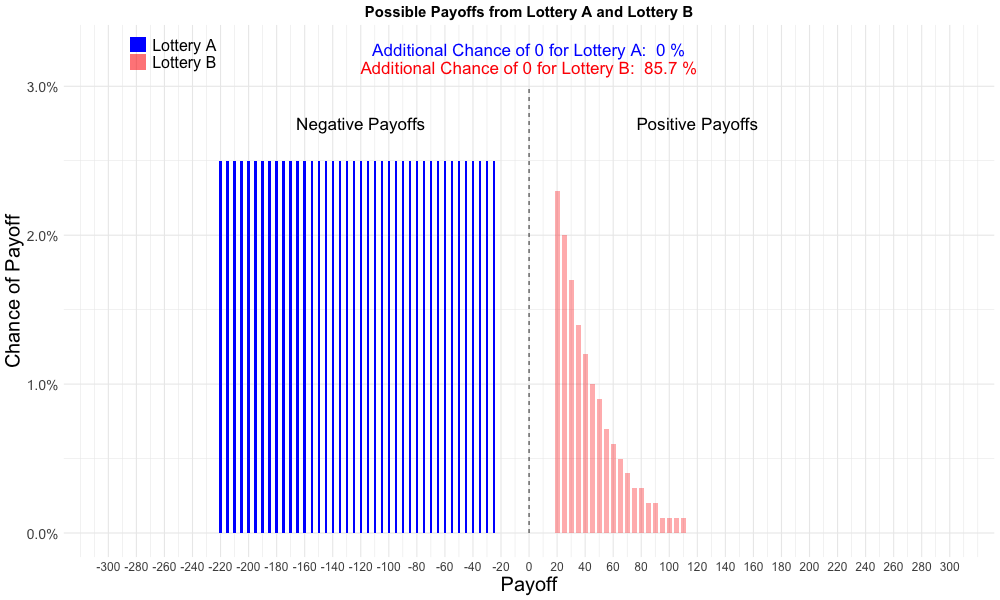 Possible Payoffs from Lottery A and Lottery B
Lottery A
Lottery B
Additional Chance of 0 for Lottery A:  0 %
Additional Chance of 0 for Lottery B:  85.7 %
Negative Payoffs
Positive Payoffs
3.0%
2.0%
1.0%
0.0%
Chance of Payoff
-300 -280 -260 -240 -220 -200 -180 -160 -140 -120 -100 -80 -60 -40 -20 0 20 40 60 80 100 120 140 160 180 200 220 240 260 280 300
Payoff